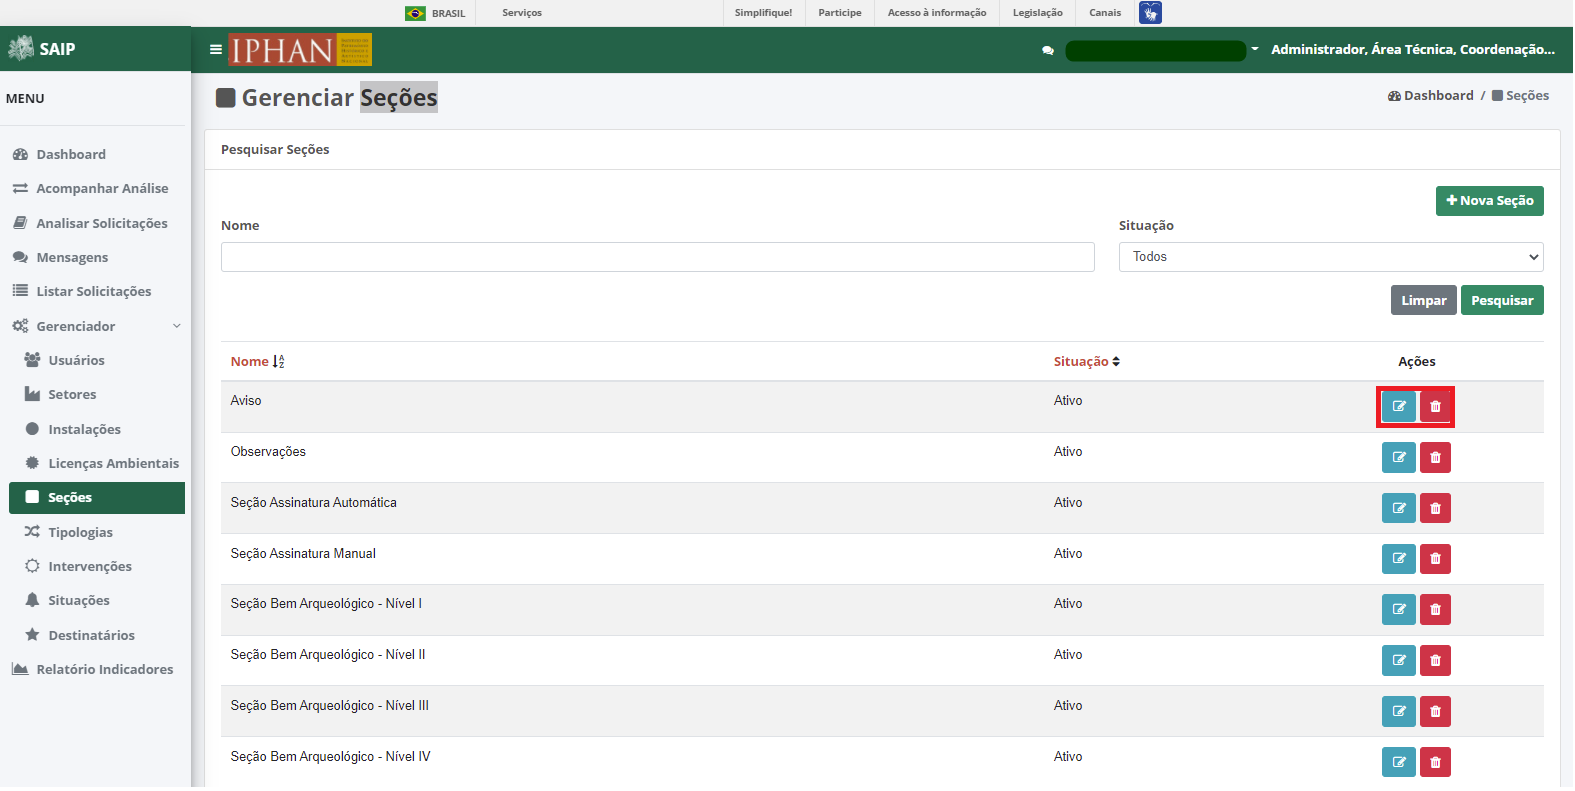 BRASIL Serviços Simplifique! Participe Acesso à informação Legislação Canais
SAIP
IPHAN
Administrador, Área Técnica, Coordenação...
MENU
Dashboard
Acompanhar Análise
Analisar Solicitações
Mensagens
Listar Solicitações
Gerenciador
Usuários
Setores
Instalações
Licenças Ambientais
Seções
Tipologias
Intervenções
Situações
Destinatários
Relatório Indicadores
Gerenciar Seções
Dashboard / Seções
Pesquisar Seções
Nova Seção
Nome Situação
Todos
Limpar Pesquisar
Nome Situação Ações
Aviso Ativo
Observações Ativo
Seção Assinatura Automática Ativo
Seção Assinatura Manual Ativo
Seção Bem Arqueológico - Nível I Ativo
Seção Bem Arqueológico - Nível II Ativo
Seção Bem Arqueológico - Nível III Ativo
Seção Bem Arqueológico - Nível IV Ativo